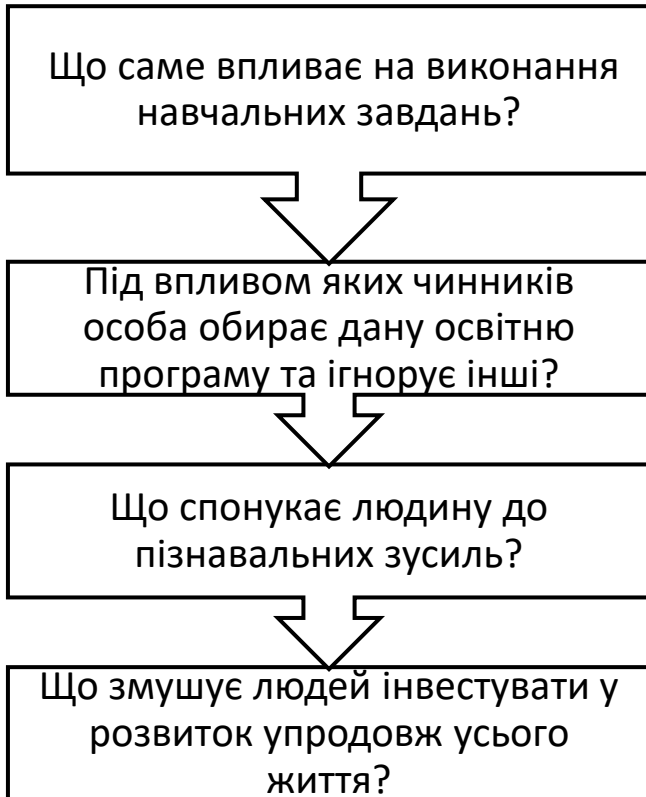 Що саме впливає на виконання
навчальних завдань?
Під впливом яких чинників
особа обирає дану освітню
програму та ігнорує інші?
Що спонукає людину до
пізнавальних зусиль?
Що змушує людей інвестувати у
розвиток упродовж усього
життя?